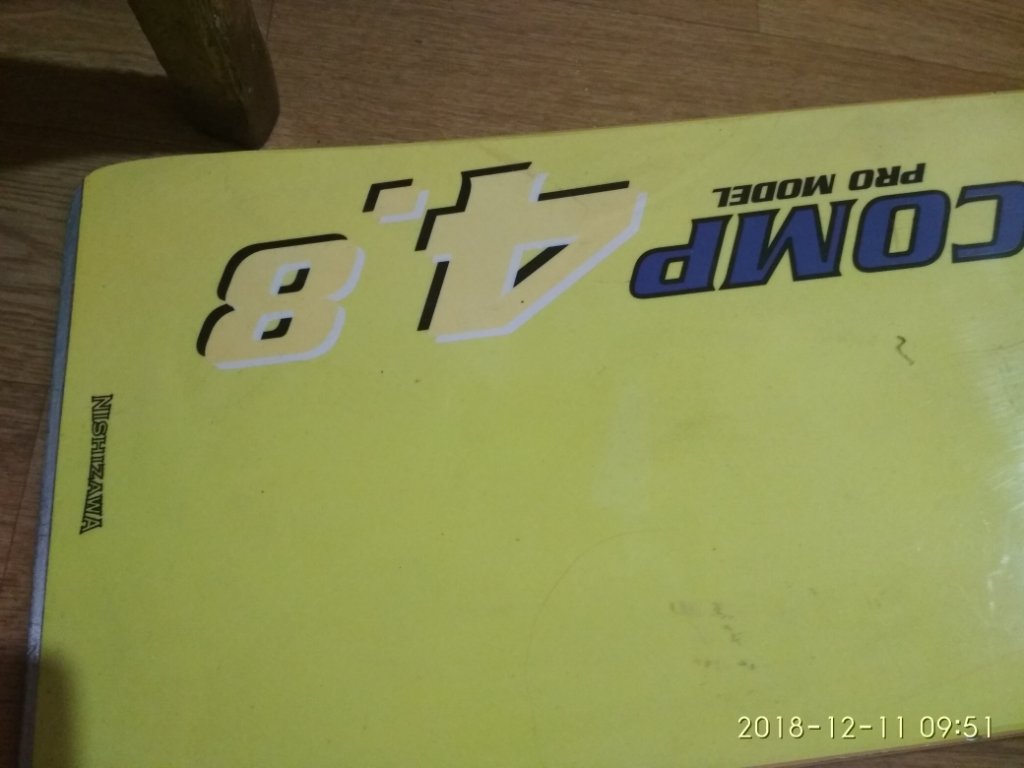 COMP
PRO MODEL
4.8
NISHIZAWA
2018-12-11 09:51